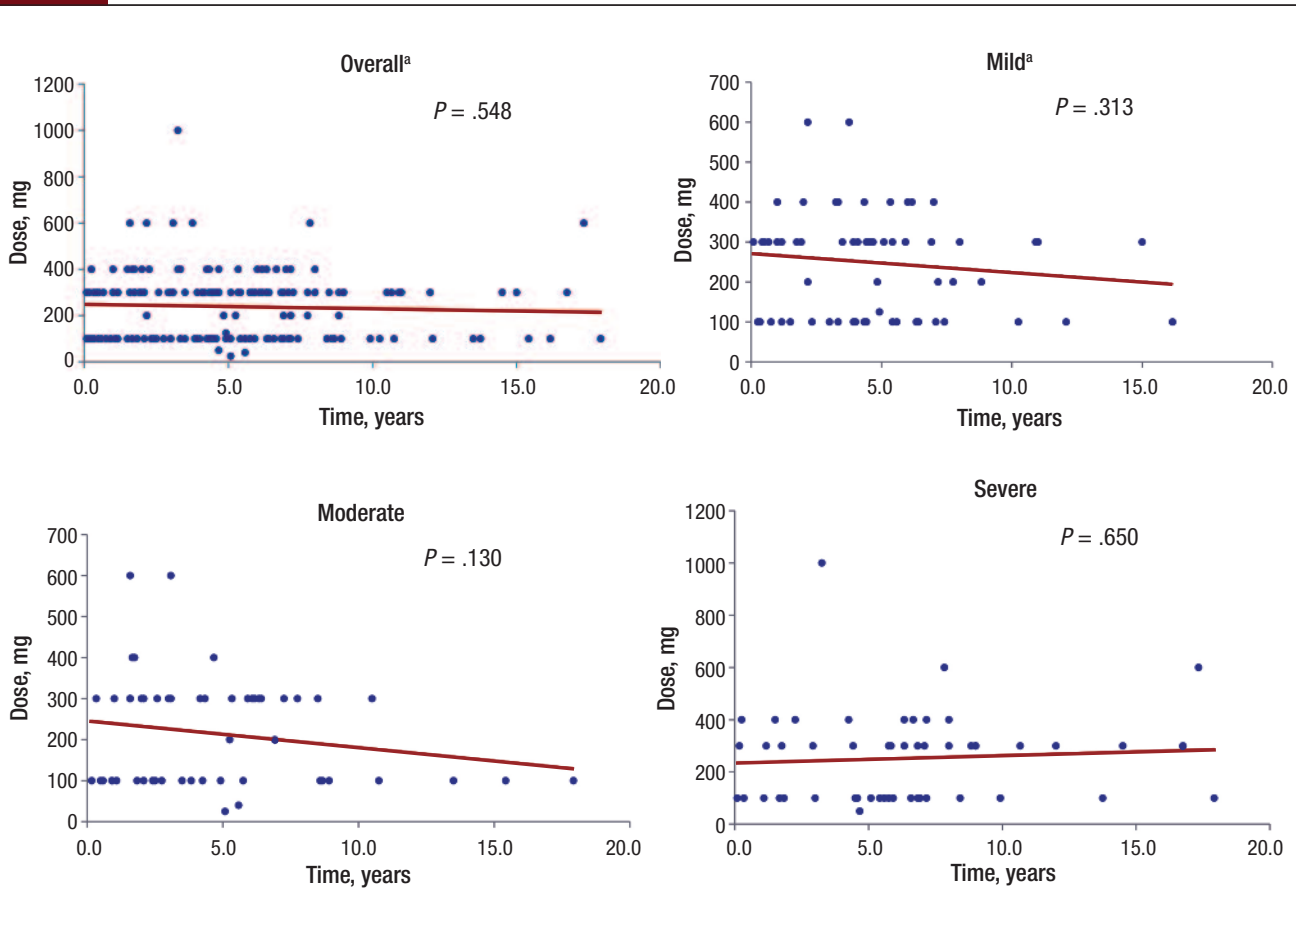 Overallᵃ
P = .548
1200
1000
800
600
400
200
0
Dose, mg
0.0 5.0 10.0 15.0 20.0
Time, years
Mildᵃ
P = .313
700
600
500
400
300
200
100
0
Dose, mg
0.0 5.0 10.0 15.0 20.0
Time, years
Moderate
P = .130
700
600
500
400
300
200
100
0
Dose, mg
0.0 5.0 10.0 15.0 20.0
Time, years
Severe
P = .650
1200
1000
800
600
400
200
0
Dose, mg
0.0 5.0 10.0 15.0 20.0
Time, years